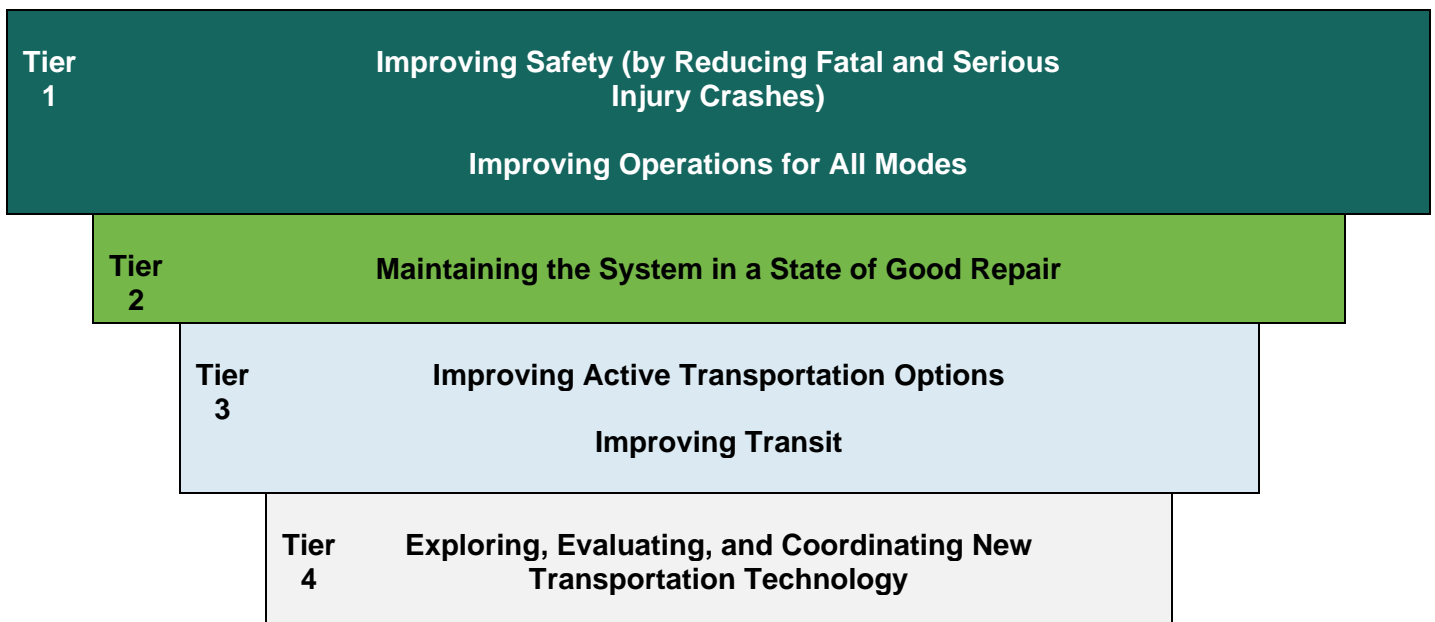 Tier
1
Improving Safety (by Reducing Fatal and Serious
Injury Crashes)
Improving Operations for All Modes
Tier
2
Maintaining the System in a State of Good Repair
Tier
3
Improving Active Transportation Options
Improving Transit
Tier
4
Exploring, Evaluating, and Coordinating New
Transportation Technology